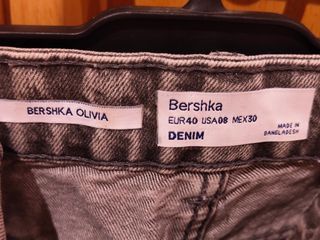 BERSHKA OLIVIA
Bershka
EUR40 USA08 MEX30
DENIM
MADE IN
BANGLADESH